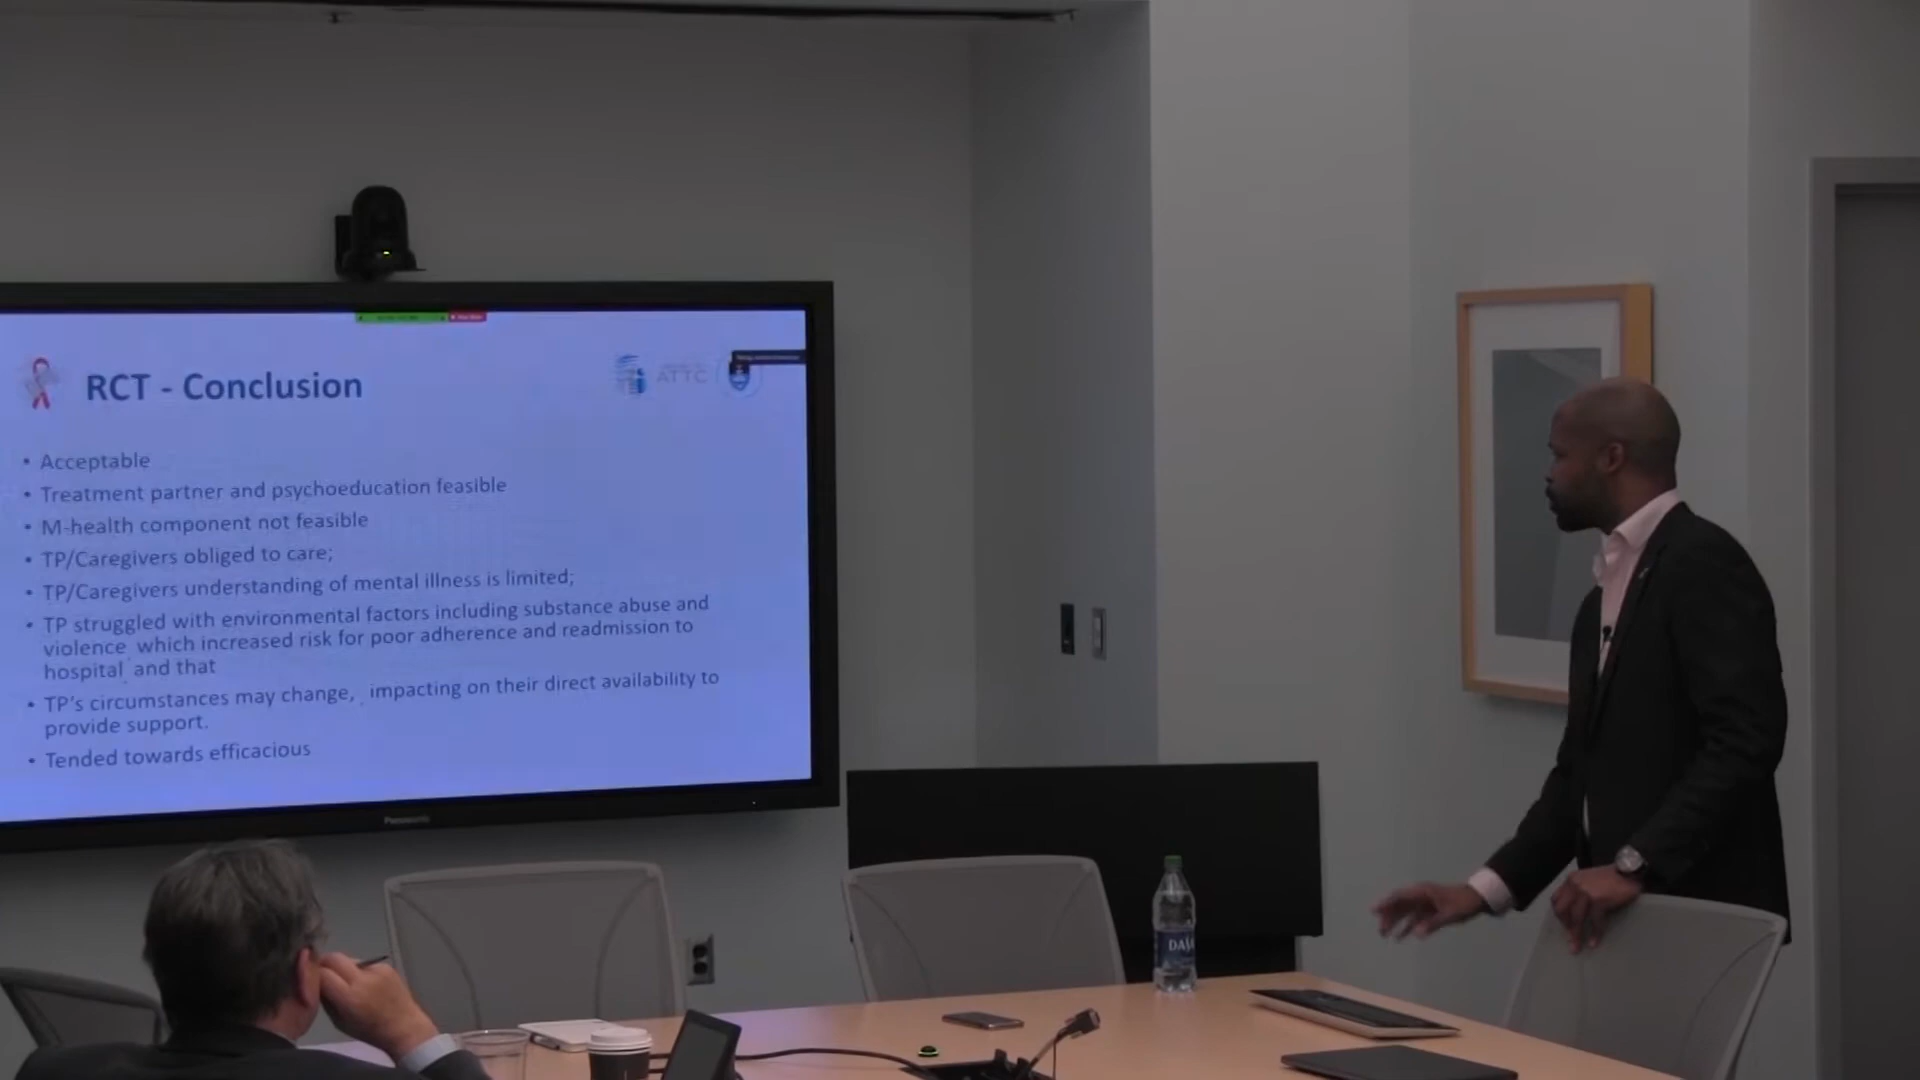 RCT - Conclusion
ATTC
• Acceptable
• Treatment partner and psychoeducation feasible
• M-health component not feasible
• TP/Caregivers obliged to care;
• TP/Caregivers understanding of mental illness is limited;
• TP struggled with environmental factors including substance abuse and
violence which increased risk for poor adherence and readmission to
hospital and that
• TP's circumstances may change, impacting on their direct availability to
provide support.
• Tended towards efficacious
Panasonic
DASA